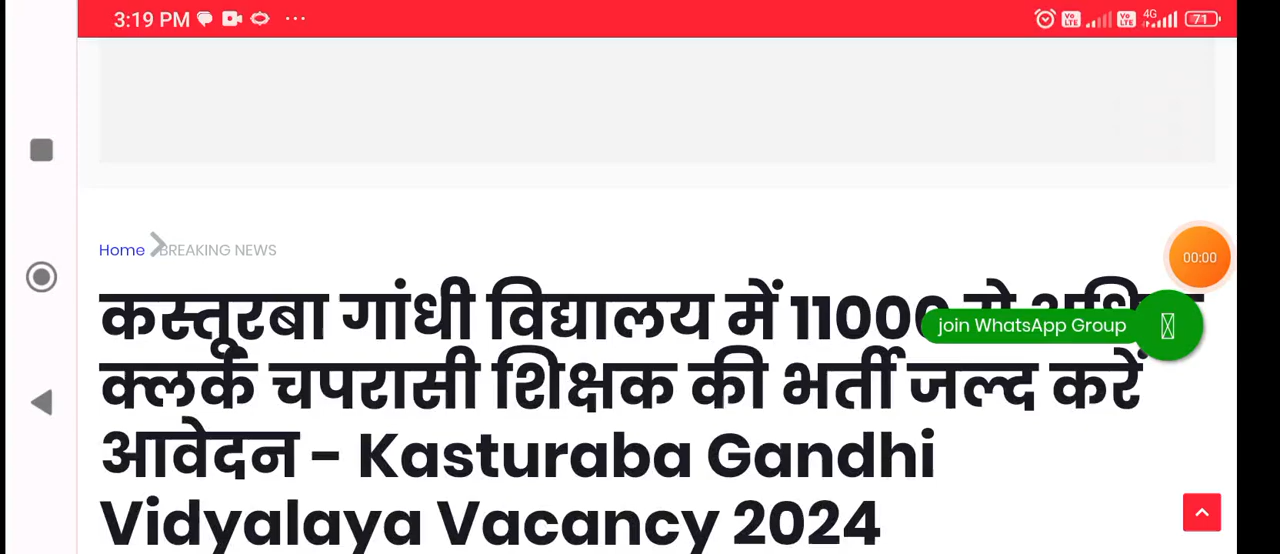 3:19 PM
4G
71
Home BREAKING NEWS
00:00
कस्तूरबा गांधी विद्यालय में 11000
join WhatsApp Group
क्लर्क चपरासी शिक्षक की भर्ती जल्द करें
आवेदन - Kasturaba Gandhi
Vidyalaya Vacancy 2024